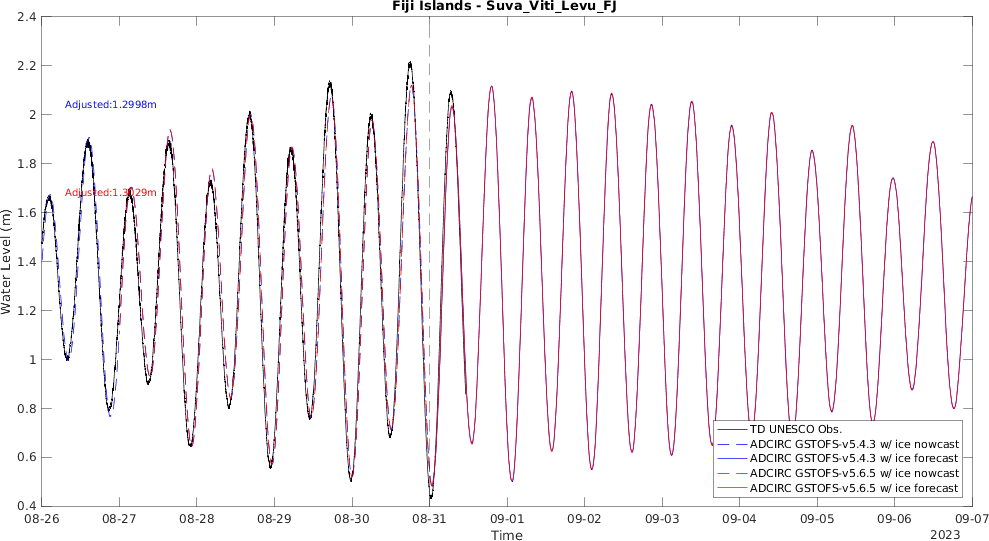 Fiji Islands - Suva_Viti_Levu_FJ
2.4
2.2
2
1.8
1.6
1.4
1.2
1
0.8
0.6
0.4
Water Level (m)
Adjusted:1.2998m
Adjusted:1.3029m
TD UNESCO Obs.
ADCIRC GSTOFS-v5.4.3 w/ ice nowcast
ADCIRC GSTOFS-v5.4.3 w/ ice forecast
ADCIRC GSTOFS-v5.6.5 w/ ice nowcast
ADCIRC GSTOFS-v5.6.5 w/ ice forecast
08-26 08-27 08-28 08-29 08-30 08-31 09-01 09-02 09-03 09-04 09-05 09-06 09-07
Time
2023